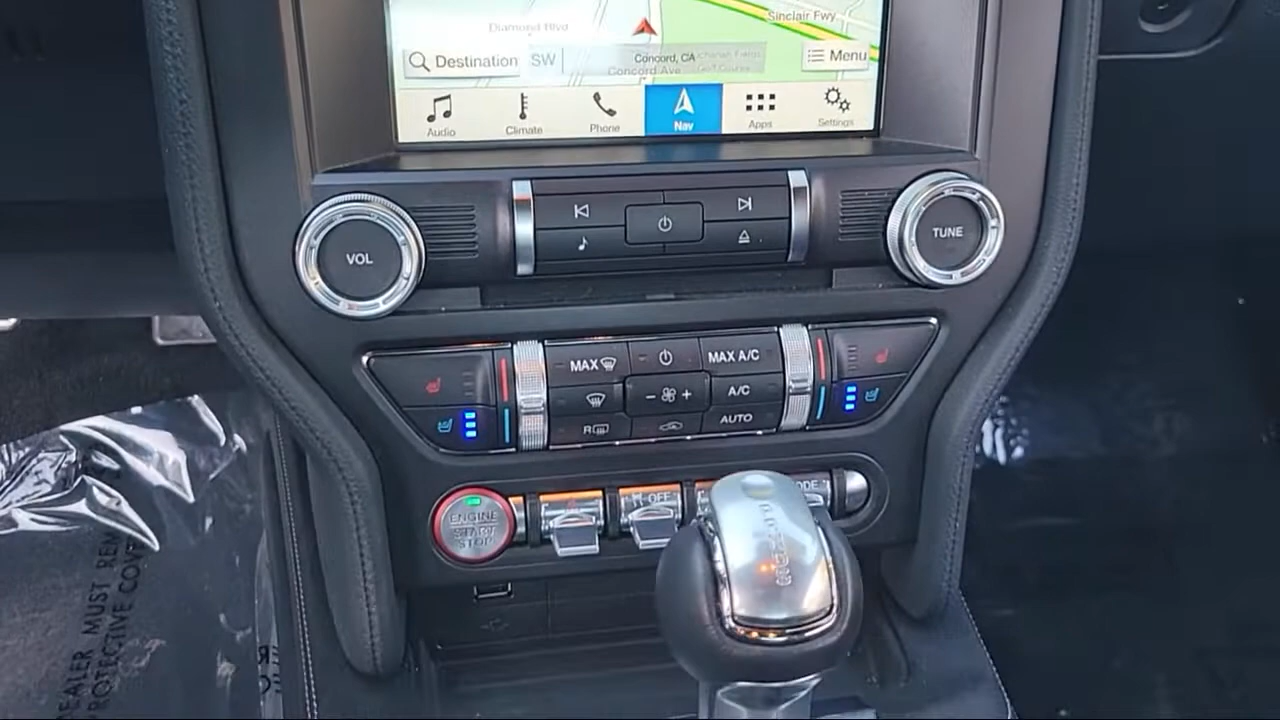 Diamond Blvd
Sinclair Fwy
Destination
SW
Concord, CA
Concord Ave
Menu
Audio
Climate
Phone
Nav
Apps
Settings
VOL
TUNE
MAX
MAX A/C
A/C
R
AUTO
OFF
ENGINE
START
STOP
DEALER MUST REM
PROTECTIVE COVE